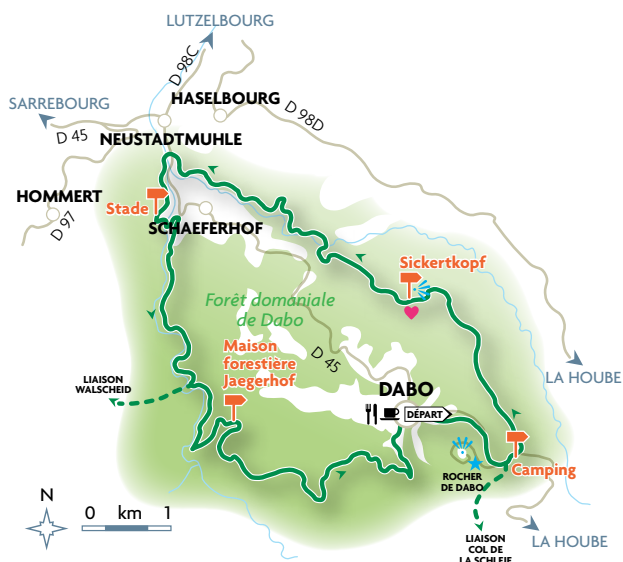 LUTZELBOURG
D 98C
SARREBOURG
HASELBOURG
D 98D
D 45
NEUSTADTMUHLE
HOMMERT
D 97
Stade
SCHAEFERHOF
Sickertkopf
Forêt domaniale
de Dabo
Maison
forestière
Jaegerhof
D 45
LA HOUBE
LIAISON
WALSCHEID
DABO
DÉPART
ROCHER
DE DABO
Camping
N
0 km 1
LIAISON
COL DE
LA SCHLEIF
LA HOUBE